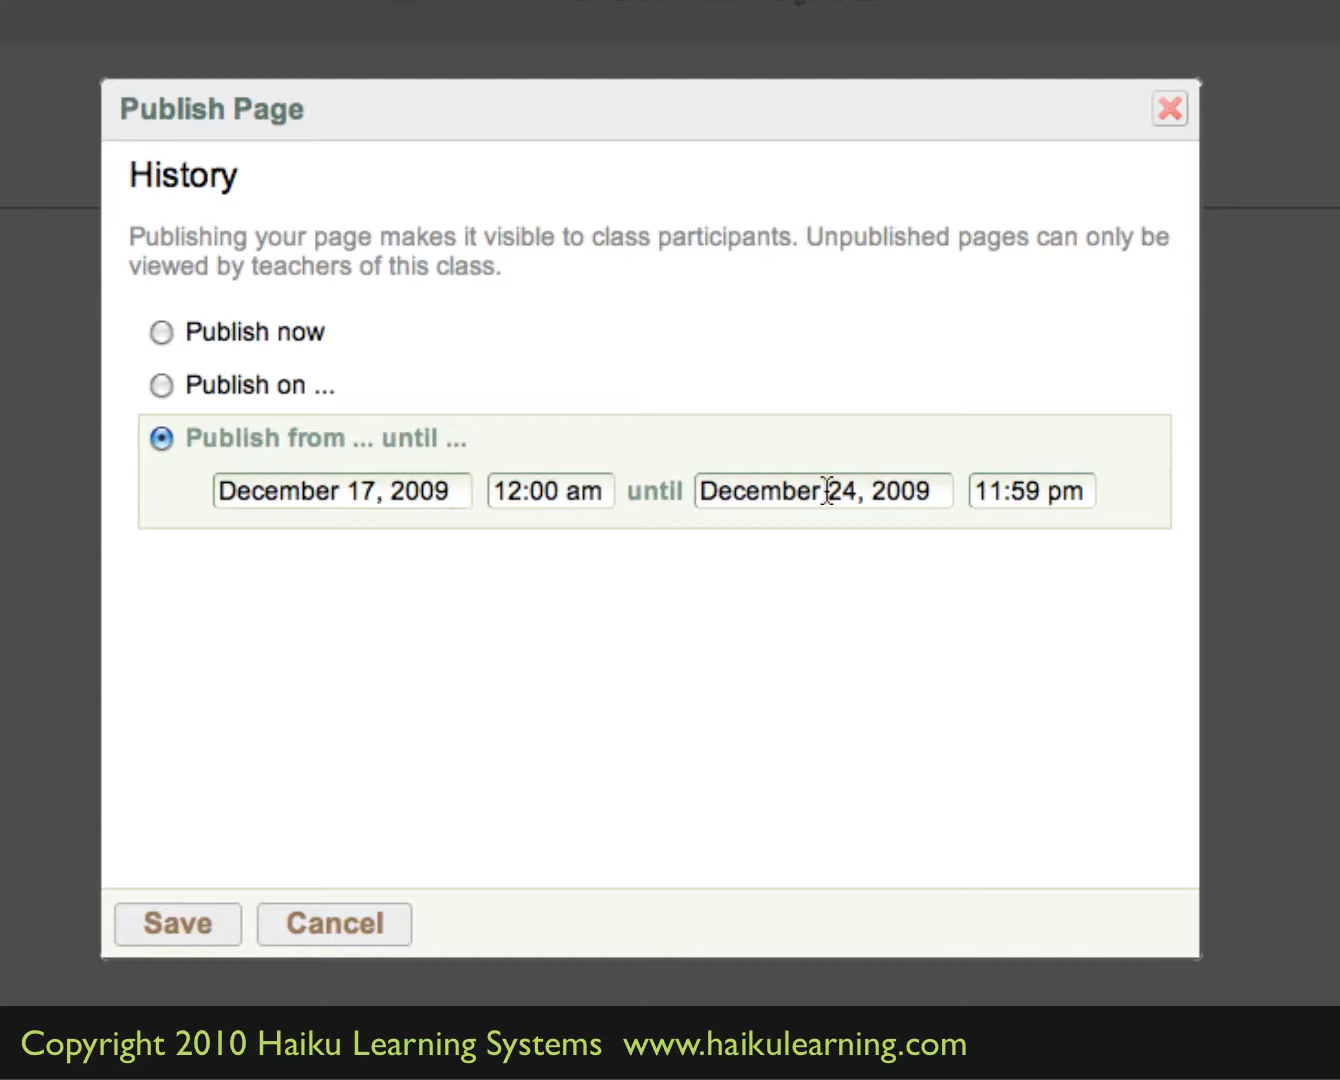 Publish Page
History
Publishing your page makes it visible to class participants. Unpublished pages can only be
viewed by teachers of this class.
Publish now
Publish on ...
Publish from ... until ...
December 17, 2009 12:00 am until December 24, 2009 11:59 pm
Save Cancel
Copyright 2010 Haiku Learning Systems www.haikulearning.com